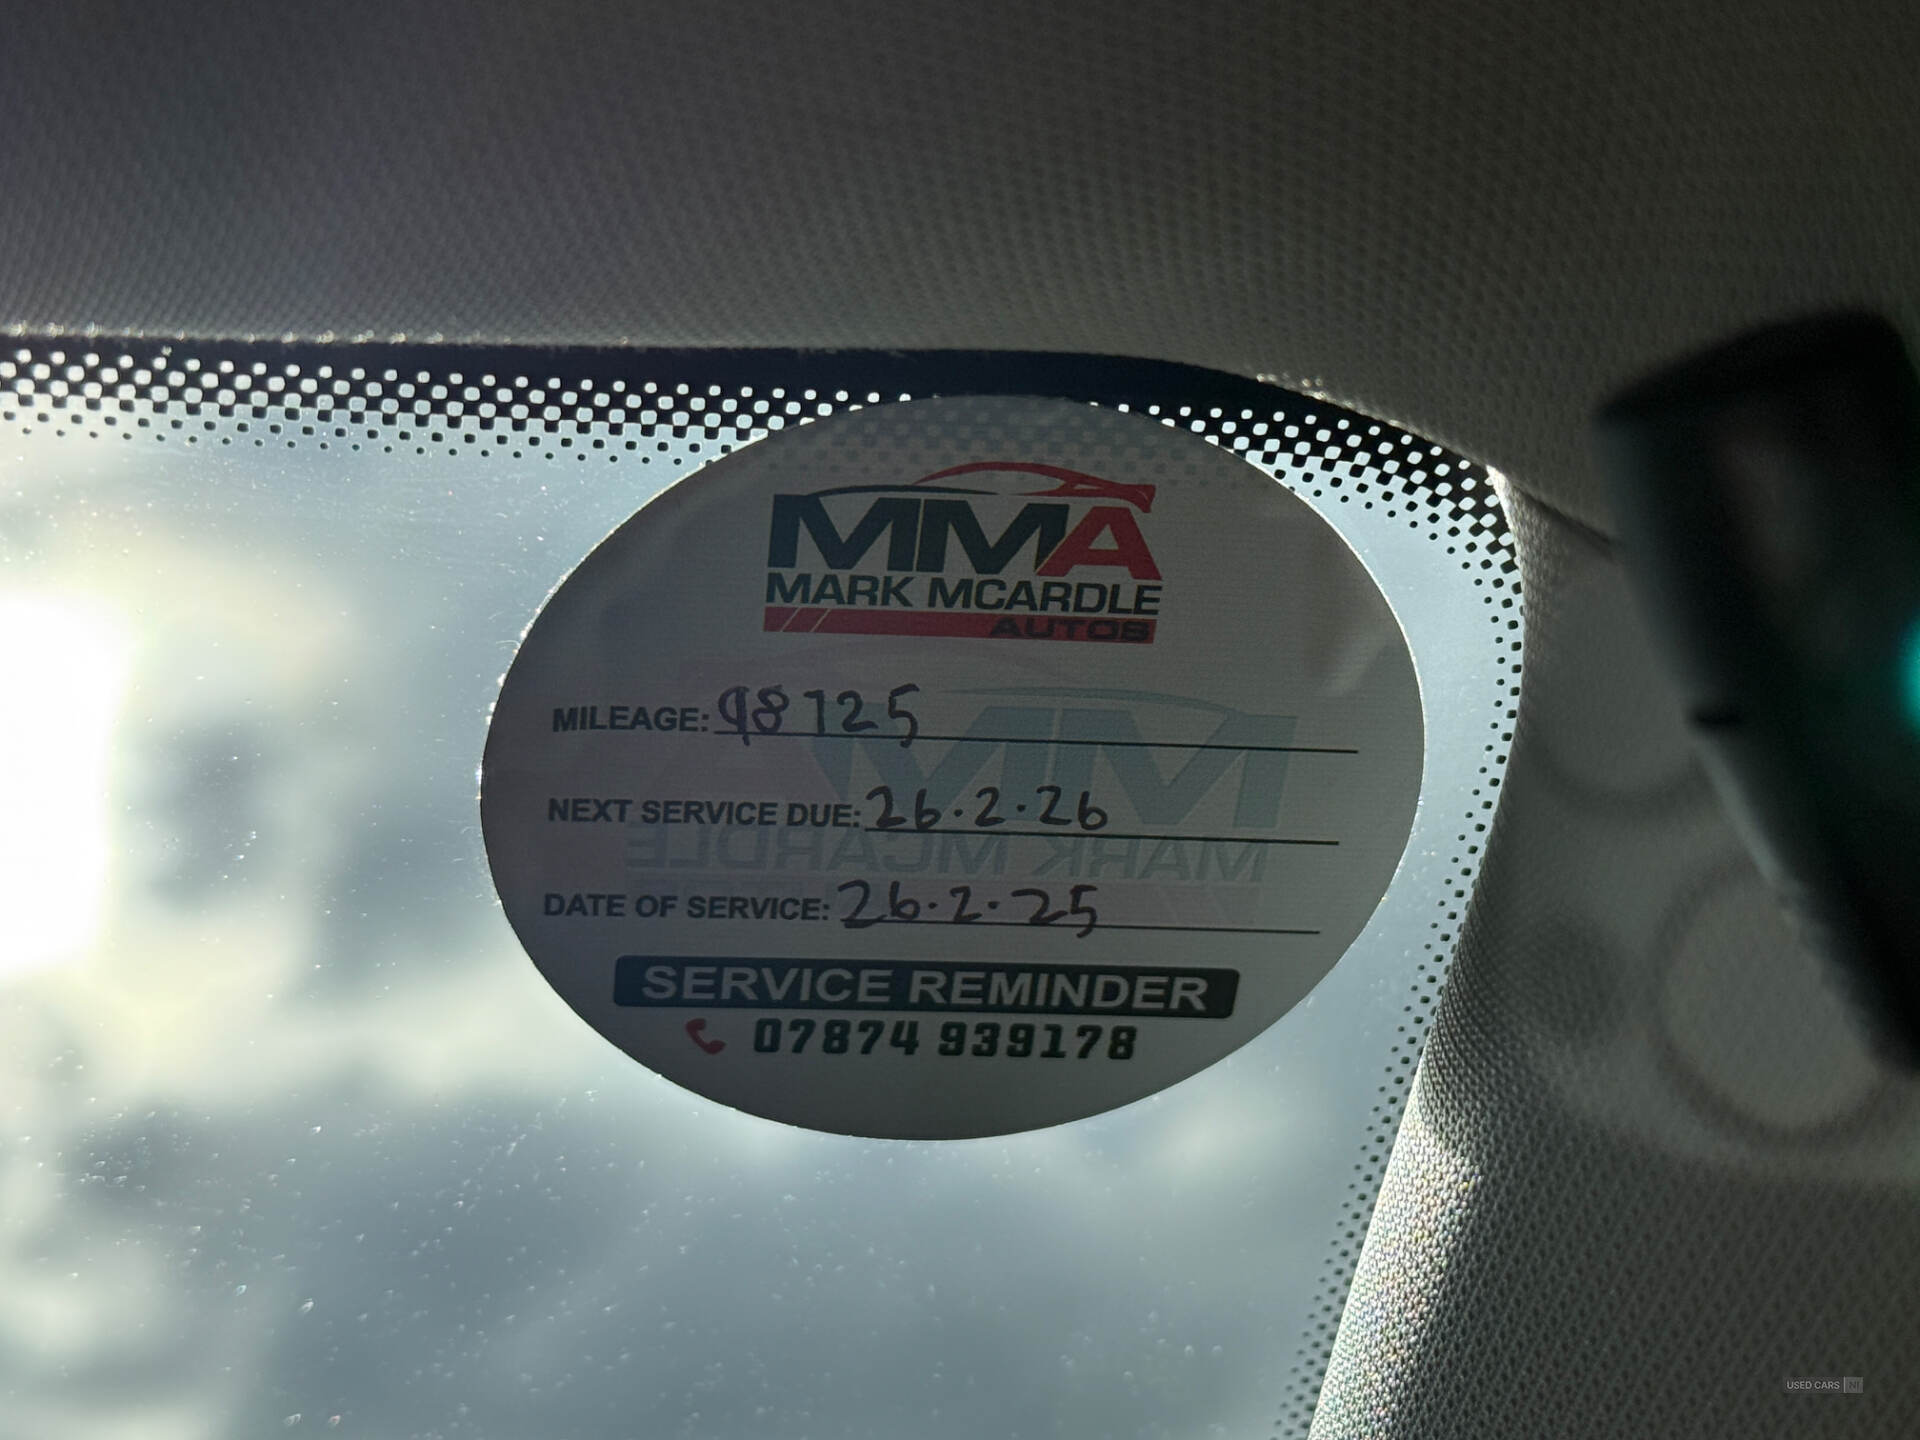 MMA
MARK MCARDLE
AUTOS
MILEAGE: 98725
NEXT SERVICE DUE: 26.2.26
DATE OF SERVICE: 26.2.25
SERVICE REMINDER
07874 939178
USED CARS NI